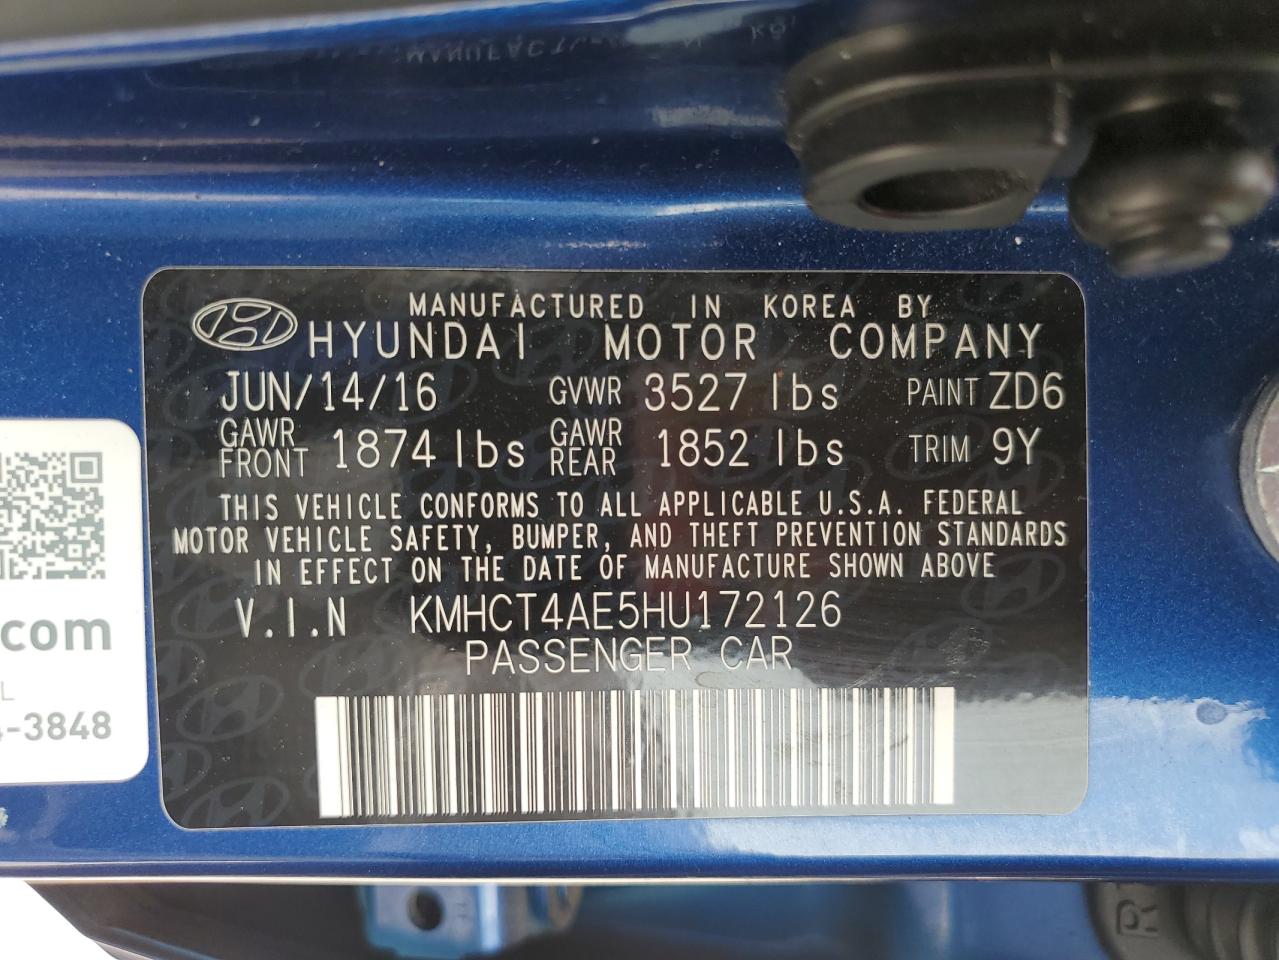 MANUFACTURED IN KOREA BY
HYUNDAI MOTOR COMPANY
JUN/14/16 GVWR 3527 lbs PAINT ZD6
GAWR FRONT 1874 lbs GAWR REAR 1852 lbs TRIM 9Y
THIS VEHICLE CONFORMS TO ALL APPLICABLE U.S.A. FEDERAL
MOTOR VEHICLE SAFETY, BUMPER, AND THEFT PREVENTION STANDARDS
IN EFFECT ON THE DATE OF MANUFACTURE SHOWN ABOVE
V.I.N KMHCT4AE5HU172126
PASSENGER CAR
.com
L
-3848
R